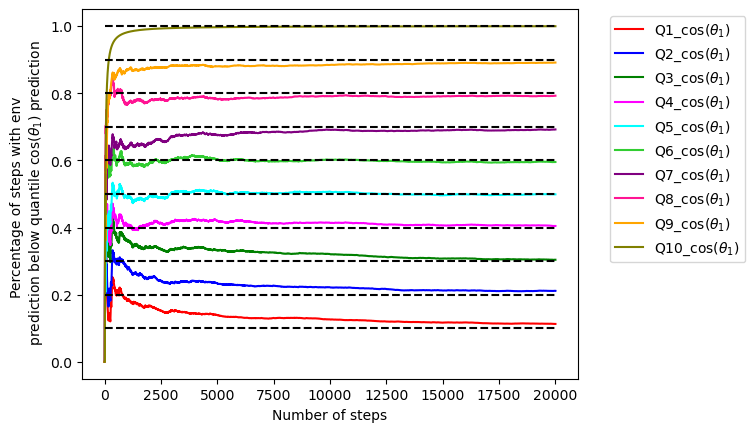 Percentage of steps with env
prediction below quantile cos(θ₁) prediction
1.0
0.8
0.6
0.4
0.2
0.0
0
2500
5000
7500
10000
12500
15000
17500
20000
Number of steps
Q1_cos(θ₁)
Q2_cos(θ₁)
Q3_cos(θ₁)
Q4_cos(θ₁)
Q5_cos(θ₁)
Q6_cos(θ₁)
Q7_cos(θ₁)
Q8_cos(θ₁)
Q9_cos(θ₁)
Q10_cos(θ₁)